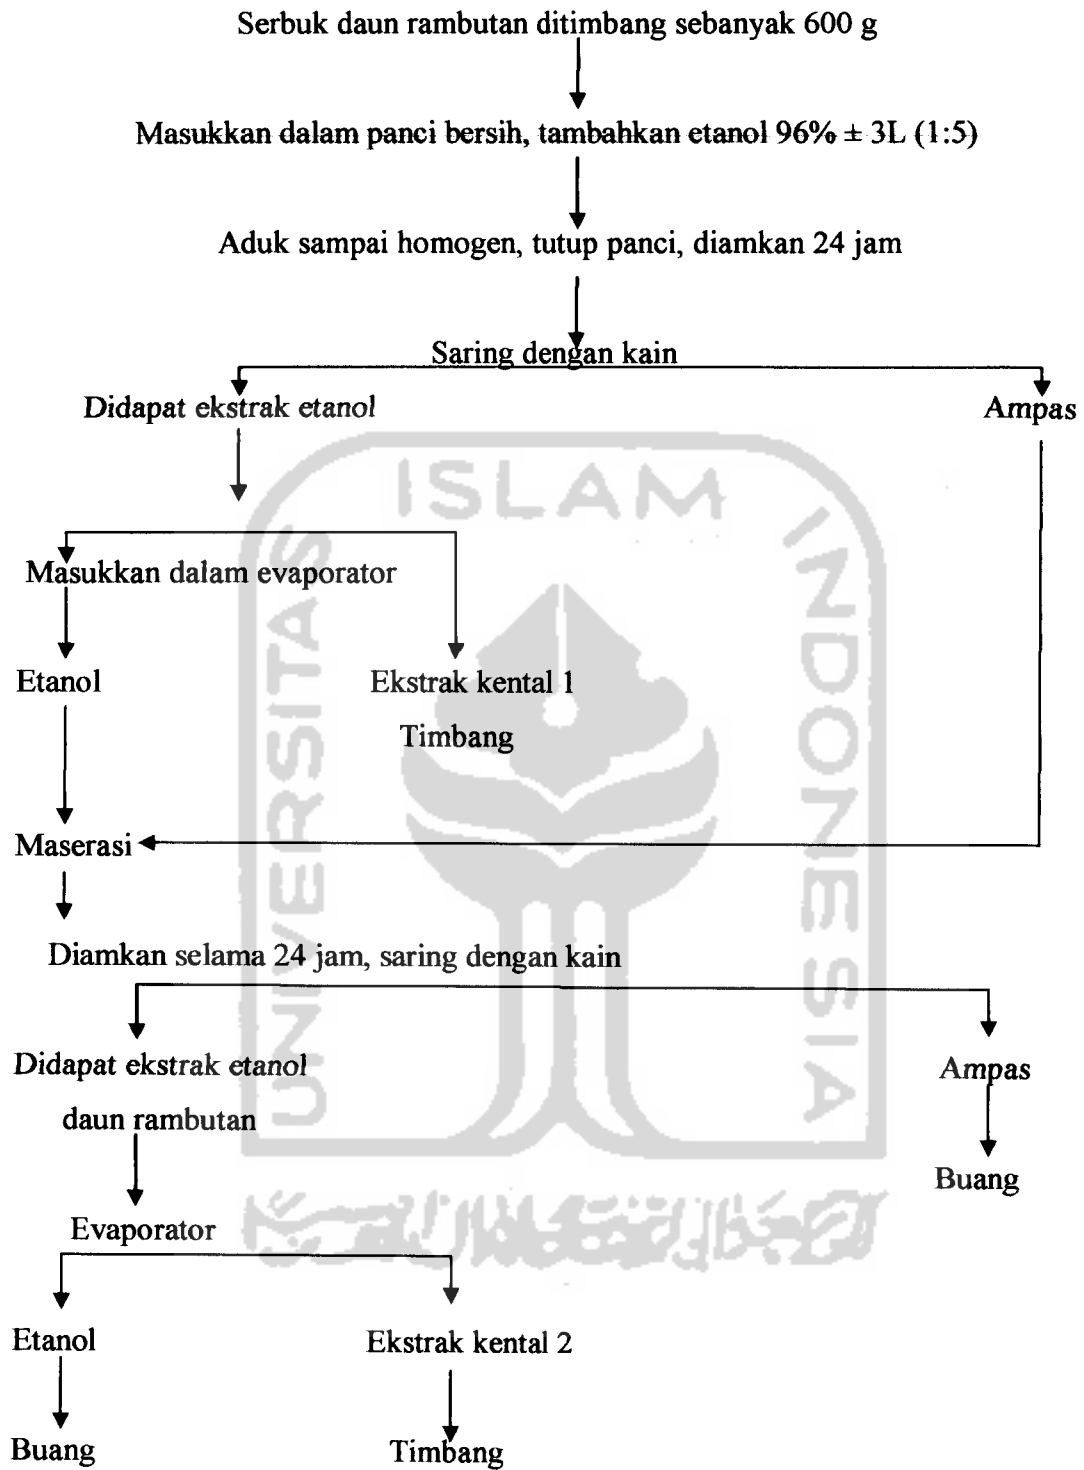 Serbuk daun rambutan ditimbang sebanyak 600 g
Masukkan dalam panci bersih, tambahkan etanol 96% ± 3L (1:5)
Aduk sampai homogen, tutup panci, diamkan 24 jam
Saring dengan kain
Didapat ekstrak etanol
Ampas
Masukkan dalam evaporator
Etanol
Ekstrak kental 1
Timbang
Maserasi
Diamkan selama 24 jam, saring dengan kain
Didapat ekstrak etanol
daun rambutan
Ampas
Buang
Evaporator
Etanol
Ekstrak kental 2
Buang
Timbang
UNIVERSITAS
ISLAM
INDONESIA